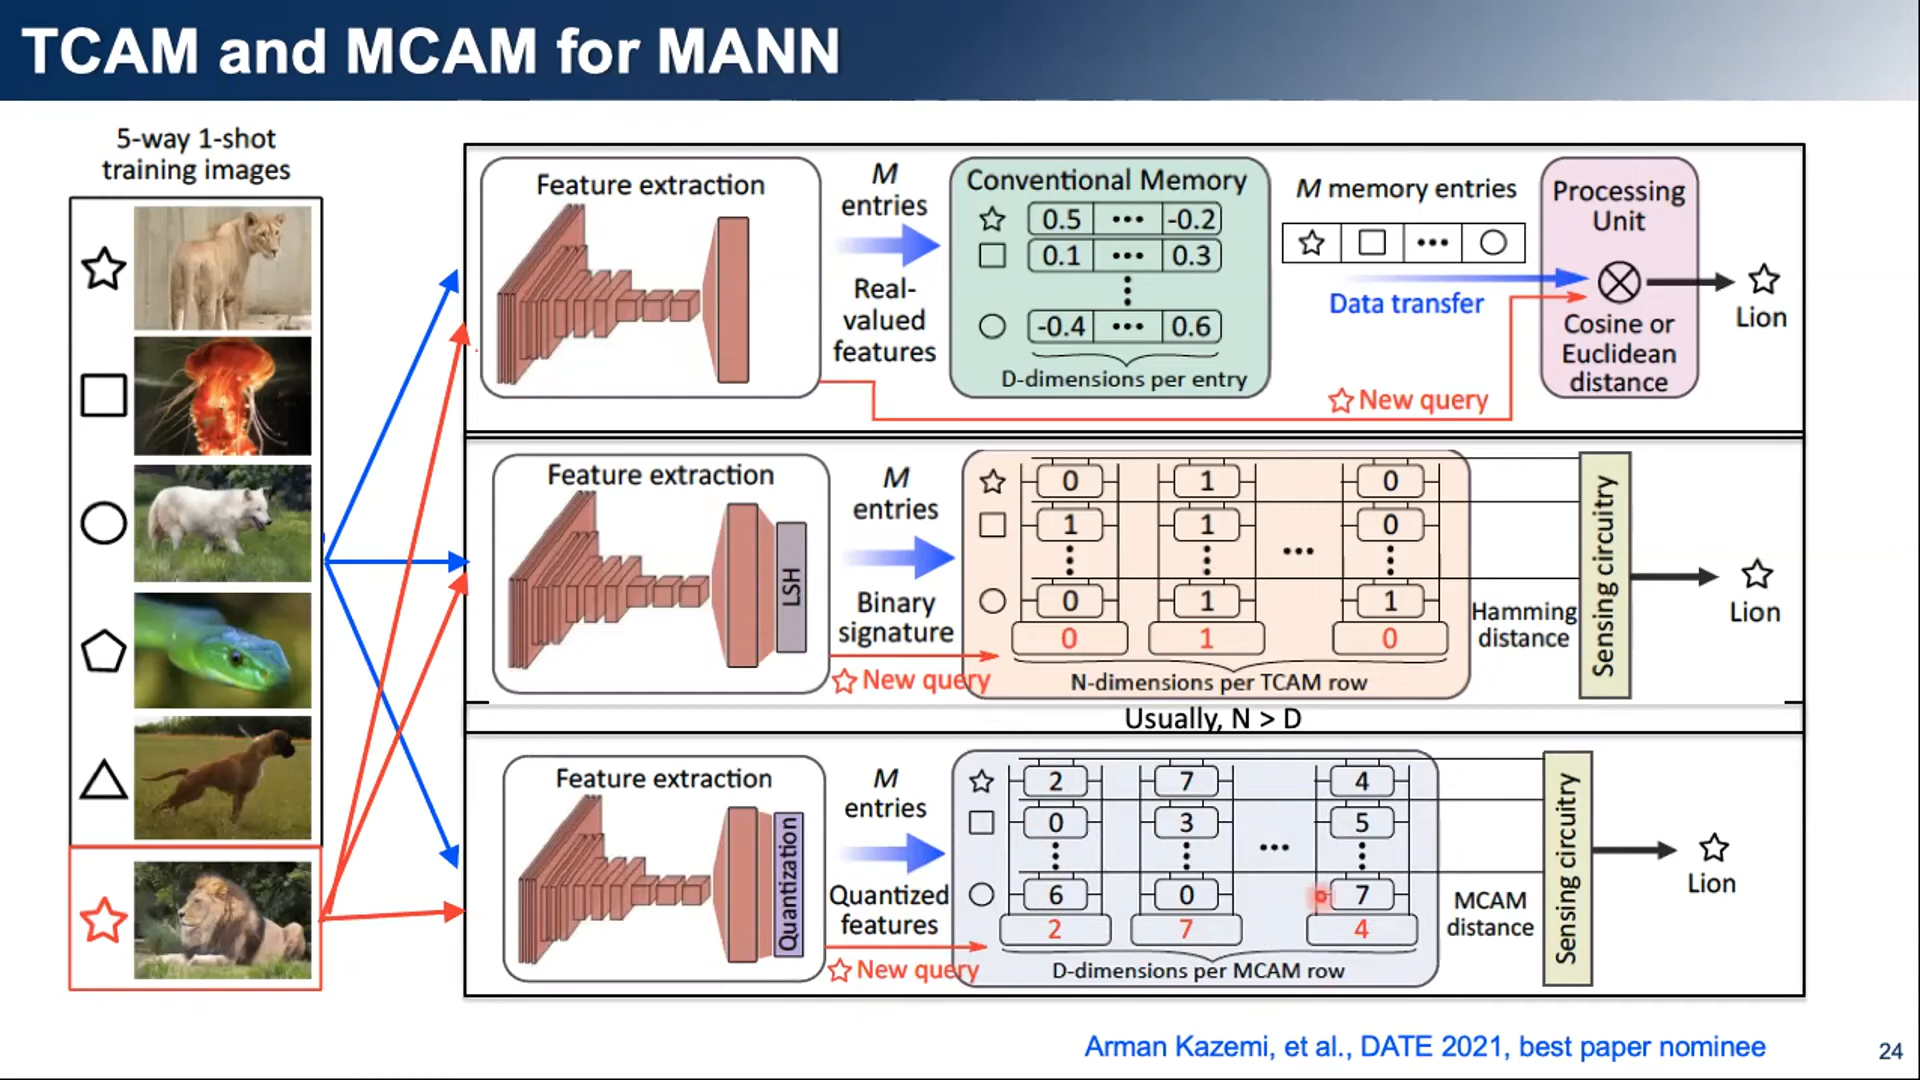 TCAM and MCAM for MANN
5-way 1-shot
training images
Feature extraction
M
entries
Real-
valued
features
Conventional Memory
0.5 ••• -0.2
0.1 ••• 0.3
-0.4 ••• 0.6
D-dimensions per entry
M memory entries
•••
Data transfer
New query
Processing
Unit
Cosine or
Euclidean
distance
Lion
Feature extraction
LSH
M
entries
Binary
signature
New query
0 1 0
1 1 0
•••
0 1 1
0 1 0
N-dimensions per TCAM row
Hamming
distance
Sensing circuitry
Lion
Usually, N > D
Feature extraction
Quantization
M
entries
Quantized
features
New query
2 7 4
0 3 5
•••
6 0 7
2 7 4
D-dimensions per MCAM row
MCAM
distance
Sensing circuitry
Lion
Arman Kazemi, et al., DATE 2021, best paper nominee
24